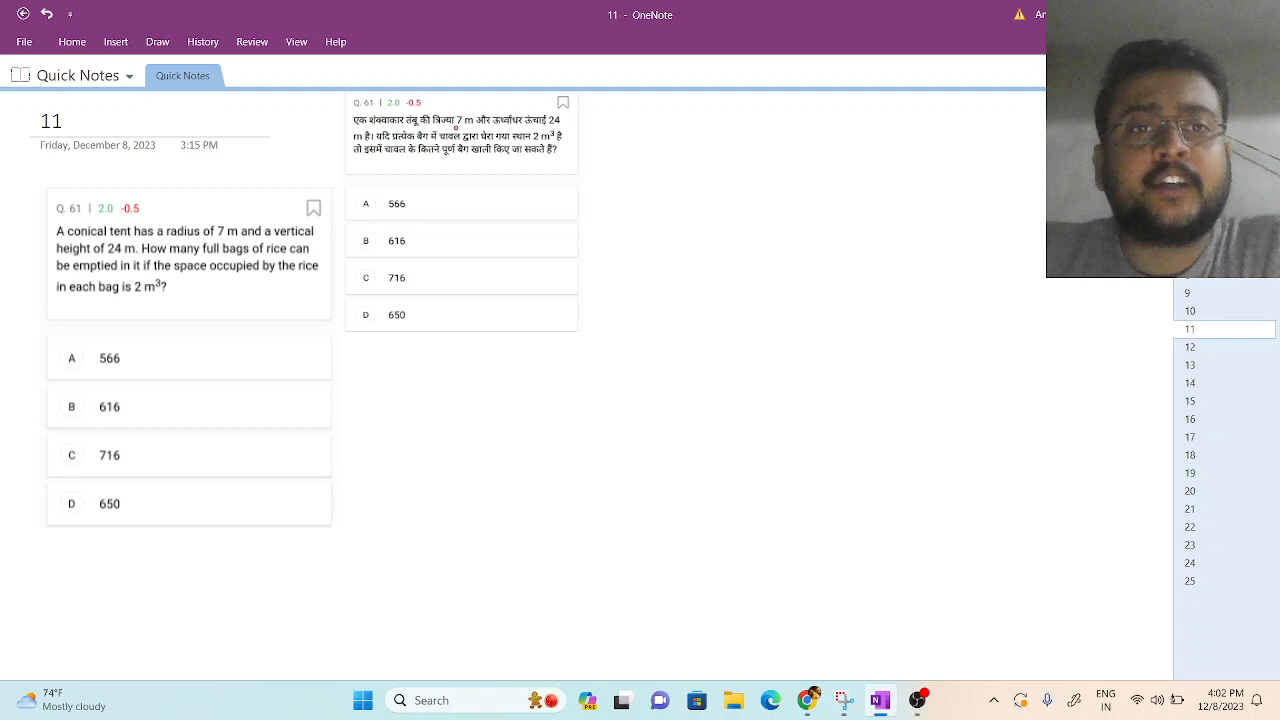 11 - OneNote
An
File Insert Draw History Review View Help
Quick Notes
Quick Notes
11
Friday, December 8, 2023 3:15 PM
Q. 61 | 2.0 -0.5
A conical tent has a radius of 7 m and a vertical
height of 24 m. How many full bags of rice can
be emptied in it if the space occupied by the rice
in each bag is 2 m³?
A 566
B 616
C 716
D 650
Q. 61 | 2.0 -0.5
एक शंक्वाकार तंबू की त्रिज्या 7 m और ऊर्ध्वाधर ऊंचाई 24
m है। यदि प्रत्येक बैग में चावल द्वारा घेरा गया स्थान 2 m³ है
तो इसमें चावल के कितने पूर्ण बैग खाली किए जा सकते हैं?
A 566
B 616
C 716
D 650
9
10
11
12
13
14
15
16
17
18
19
20
21
22
23
24
25
74°F
Mostly cloudy
Search
PRE
N
ENG
IN
4:02 PM
12/8/2023